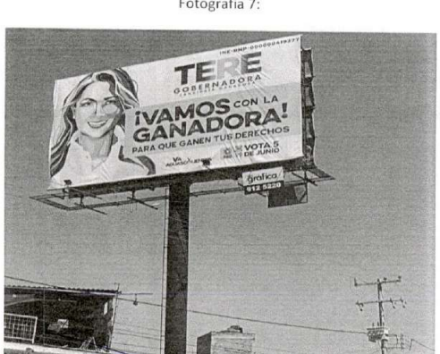 Fotografía 7:
TERE
GOBERNADORA
¡VAMOS CON LA
GANADORA!
PARA QUE GANEN TUS DERECHOS
VOTA 5
DE JUNIO
VA
gráfica
912 5220